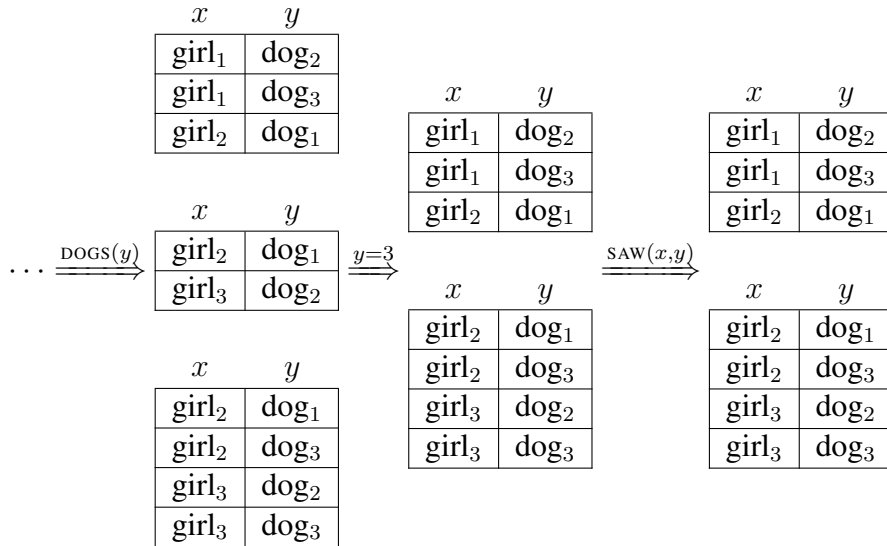 x y
girl₁ dog₂
girl₁ dog₃
girl₂ dog₁
x y
girl₂ dog₁
girl₃ dog₂
x y
girl₂ dog₁
girl₂ dog₃
girl₃ dog₂
girl₃ dog₃
··· DOGS(y)
y=3
x y
girl₁ dog₂
girl₁ dog₃
girl₂ dog₁
x y
girl₂ dog₁
girl₂ dog₃
girl₃ dog₂
girl₃ dog₃
SAW(x,y)
x y
girl₁ dog₂
girl₁ dog₃
girl₂ dog₁
x y
girl₂ dog₁
girl₂ dog₃
girl₃ dog₂
girl₃ dog₃